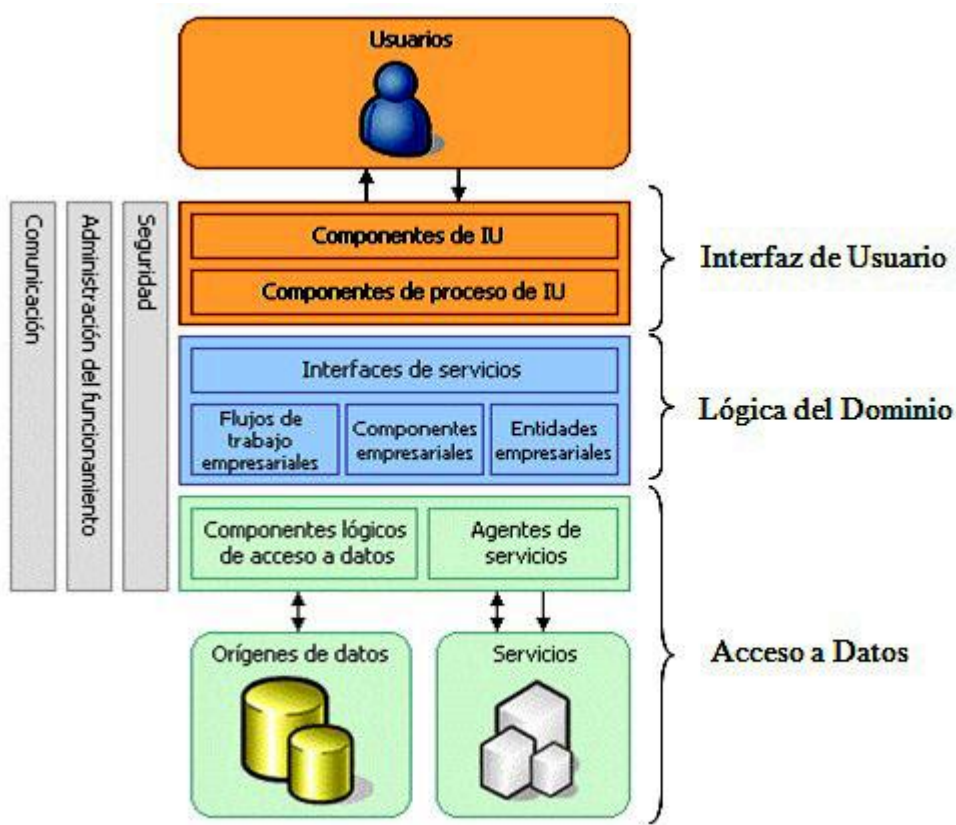 Usuarios
Comunicación
Administración del funcionamiento
Seguridad
Componentes de IU
Componentes de proceso de IU
Interfaz de Usuario
Interfaces de servicios
Flujos de
trabajo
empresariales
Componentes
empresariales
Entidades
empresariales
Lógica del Dominio
Componentes lógicos
de acceso a datos
Agentes de
servicios
Orígenes de datos
Servicios
Acceso a Datos